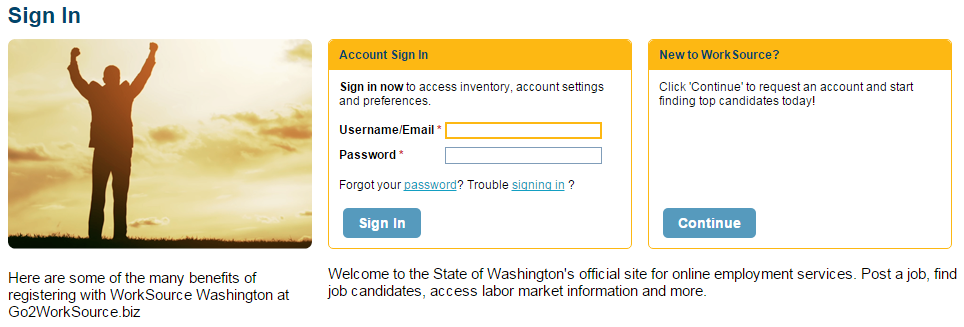 Sign In
Account Sign In
Sign in now to access inventory, account settings
and preferences.
Username/Email *
Password *
Forgot your password? Trouble signing in ?
Sign In
New to WorkSource?
Click 'Continue' to request an account and start
finding top candidates today!
Continue
Here are some of the many benefits of
registering with WorkSource Washington at
Go2WorkSource.biz
Welcome to the State of Washington's official site for online employment services. Post a job, find
job candidates, access labor market information and more.